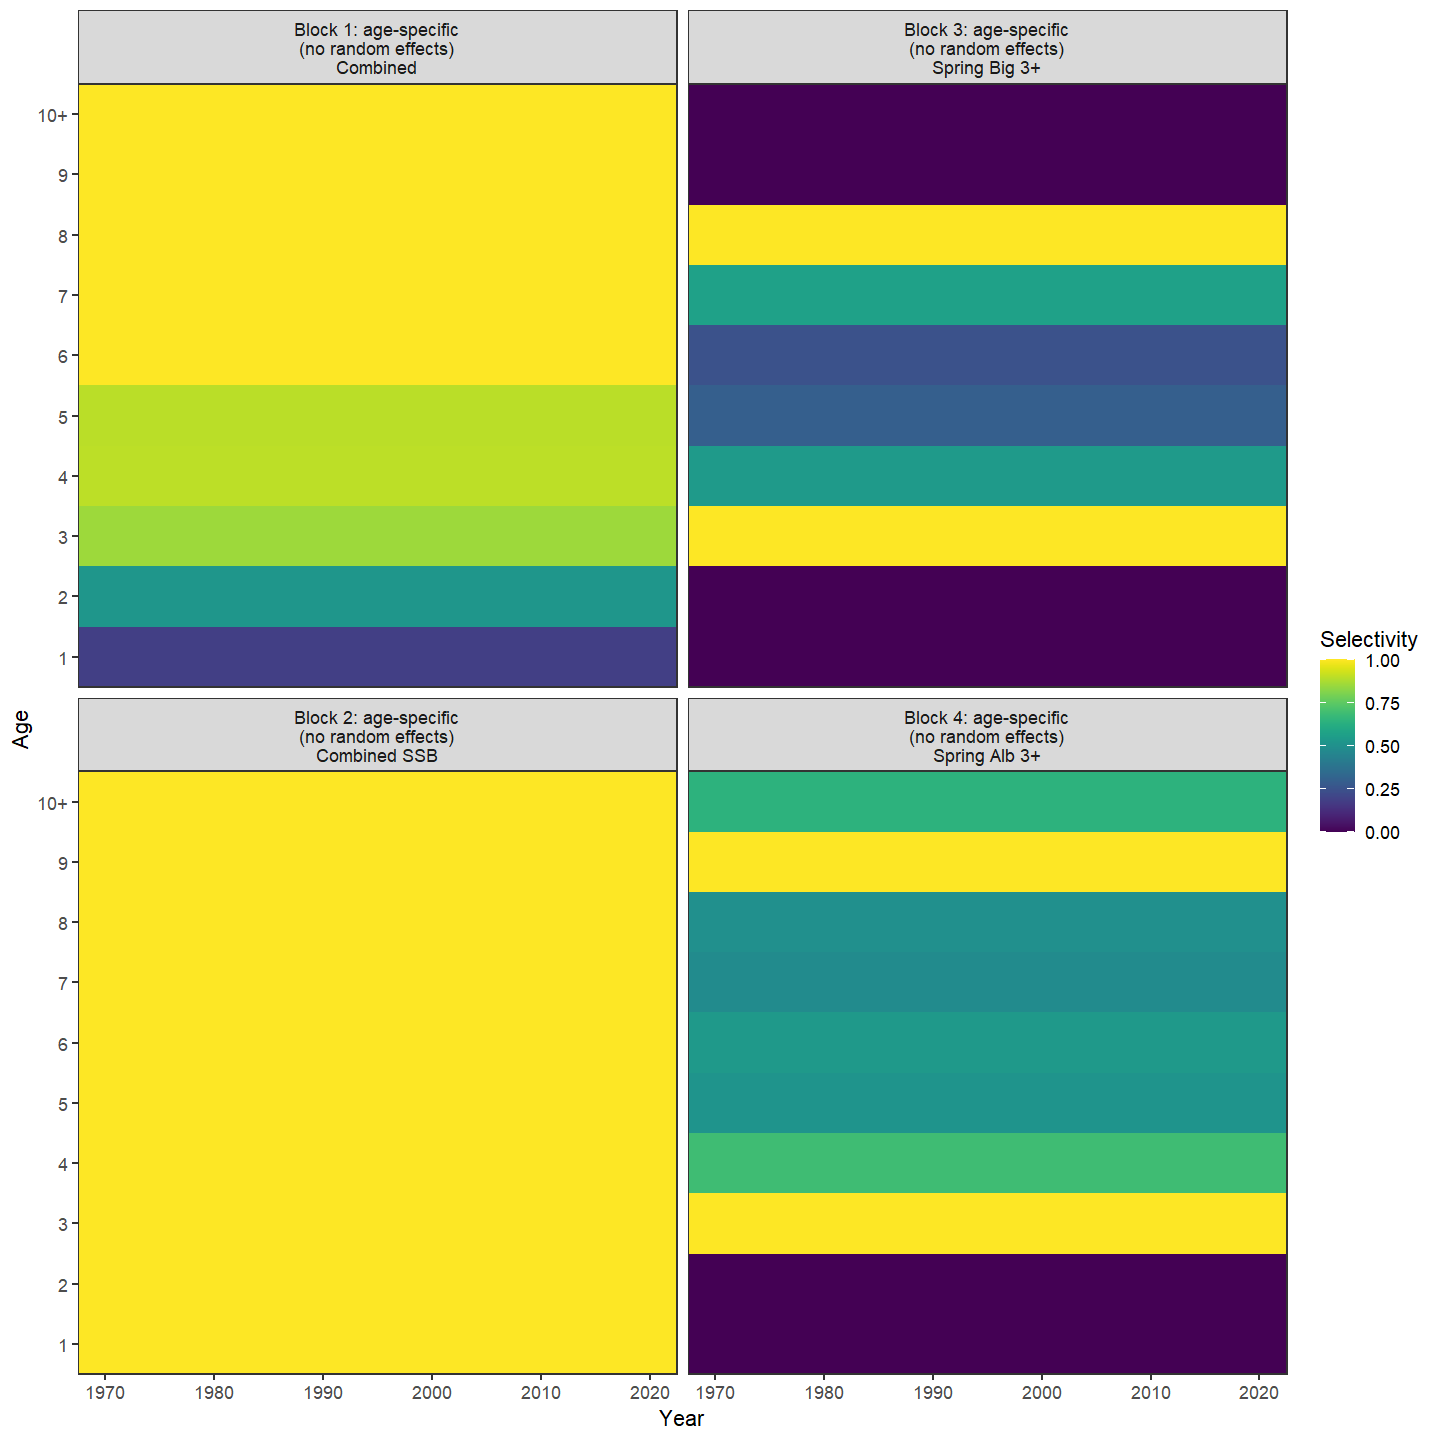 Block 1: age-specific
(no random effects)
Combined
Block 3: age-specific
(no random effects)
Spring Big 3+
10+
9
8
7
6
5
4
3
2
1
Block 2: age-specific
(no random effects)
Combined SSB
Block 4: age-specific
(no random effects)
Spring Alb 3+
10+
9
8
7
6
5
4
3
2
1
1970 1980 1990 2000 2010 2020
1970 1980 1990 2000 2010 2020
Year
Age
Selectivity
1.00
0.75
0.50
0.25
0.00